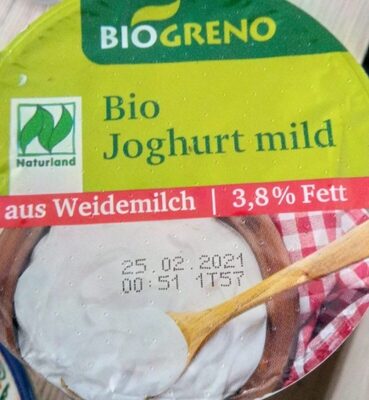 BIOGRENO
Naturland
Bio
Joghurt mild
aus Weidemilch | 3,8% Fett
25.02.2021
00:51 1T57